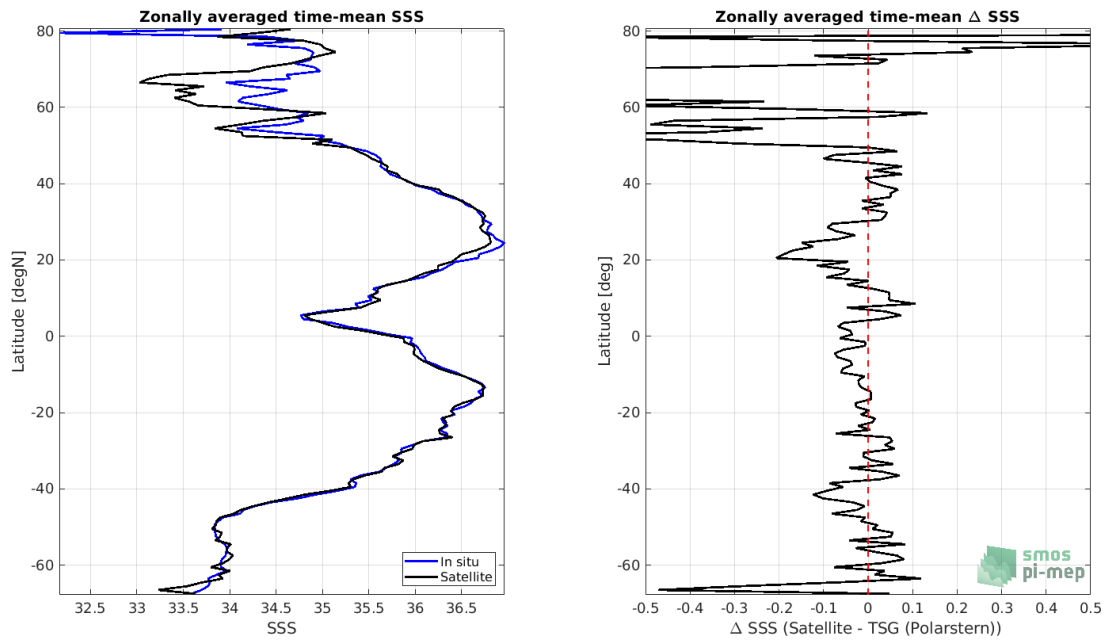 Zonally averaged time-mean SSS
80
60
40
20
0
-20
-40
-60
Latitude [degN]
32.5 33 33.5 34 34.5 35 35.5 36 36.5
SSS
In situ
Satellite
Zonally averaged time-mean Δ SSS
80
60
40
20
0
-20
-40
-60
Latitude [deg]
-0.5 -0.4 -0.3 -0.2 -0.1 0 0.1 0.2 0.3 0.4 0.5
Δ SSS (Satellite - TSG (Polarstern))
smos
pi-mep